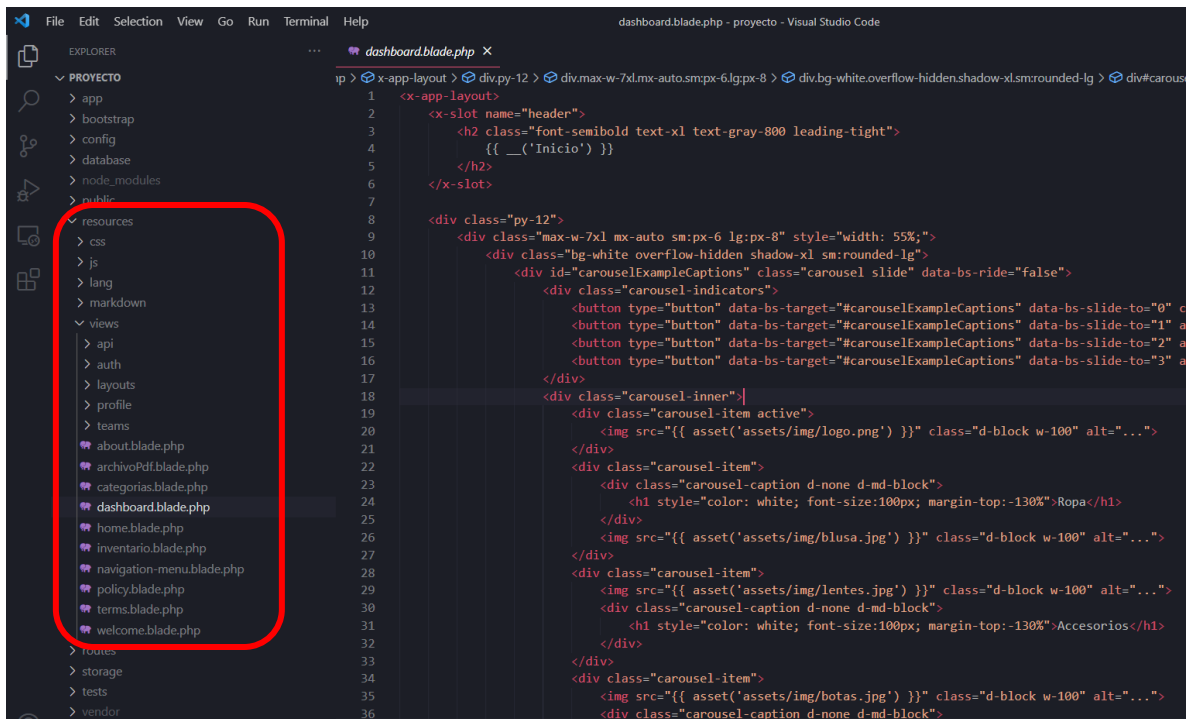 File Edit Selection View Go Run Terminal Help
dashboard.blade.php - proyecto - Visual Studio Code
EXPLORER
···
PROYECTO
app
bootstrap
config
database
node_modules
public
resources
css
js
lang
markdown
views
api
auth
layouts
profile
teams
about.blade.php
archivoPdf.blade.php
categorias.blade.php
dashboard.blade.php
home.blade.php
inventario.blade.php
navigation-menu.blade.php
policy.blade.php
terms.blade.php
welcome.blade.php
routes
storage
tests
vendor
dashboard.blade.php
x-app-layout > div.py-12 > div.max-w-7xl.mx-auto.sm:px-6.lg:px-8 > div.bg-white.overflow-hidden.shadow-xl.sm:rounded-lg > div#carouse
1 <x-app-layout>
2 <x-slot name="header">
3 <h2 class="font-semibold text-xl text-gray-800 leading-tight">
4 {{ __('Inicio') }}
5 </h2>
6 </x-slot>
7
8 <div class="py-12">
9 <div class="max-w-7xl mx-auto sm:px-6 lg:px-8" style="width: 55%;">
10 <div class="bg-white overflow-hidden shadow-xl sm:rounded-lg">
11 <div id="carouselExampleCaptions" class="carousel slide" data-bs-ride="false">
12 <div class="carousel-indicators">
13 <button type="button" data-bs-target="#carouselExampleCaptions" data-bs-slide-to="0" c
14 <button type="button" data-bs-target="#carouselExampleCaptions" data-bs-slide-to="1" a
15 <button type="button" data-bs-target="#carouselExampleCaptions" data-bs-slide-to="2" a
16 <button type="button" data-bs-target="#carouselExampleCaptions" data-bs-slide-to="3" a
17 </div>
18 <div class="carousel-inner">
19 <div class="carousel-item active">
20 <img src="{{ asset('assets/img/logo.png') }}" class="d-block w-100" alt="...">
21 </div>
22 <div class="carousel-item">
23 <div class="carousel-caption d-none d-md-block">
24 <h1 style="color: white; font-size:100px; margin-top:-130%">Ropa</h1>
25 </div>
26 <img src="{{ asset('assets/img/blusa.jpg') }}" class="d-block w-100" alt="...">
27 </div>
28 <div class="carousel-item">
29 <img src="{{ asset('assets/img/lentes.jpg') }}" class="d-block w-100" alt="...">
30 <div class="carousel-caption d-none d-md-block">
31 <h1 style="color: white; font-size:100px; margin-top:-130%">Accesorios</h1>
32 </div>
33 </div>
34 <div class="carousel-item">
35 <img src="{{ asset('assets/img/botas.jpg') }}" class="d-block w-100" alt="...">
36 <div class="carousel-caption d-none d-md-block">